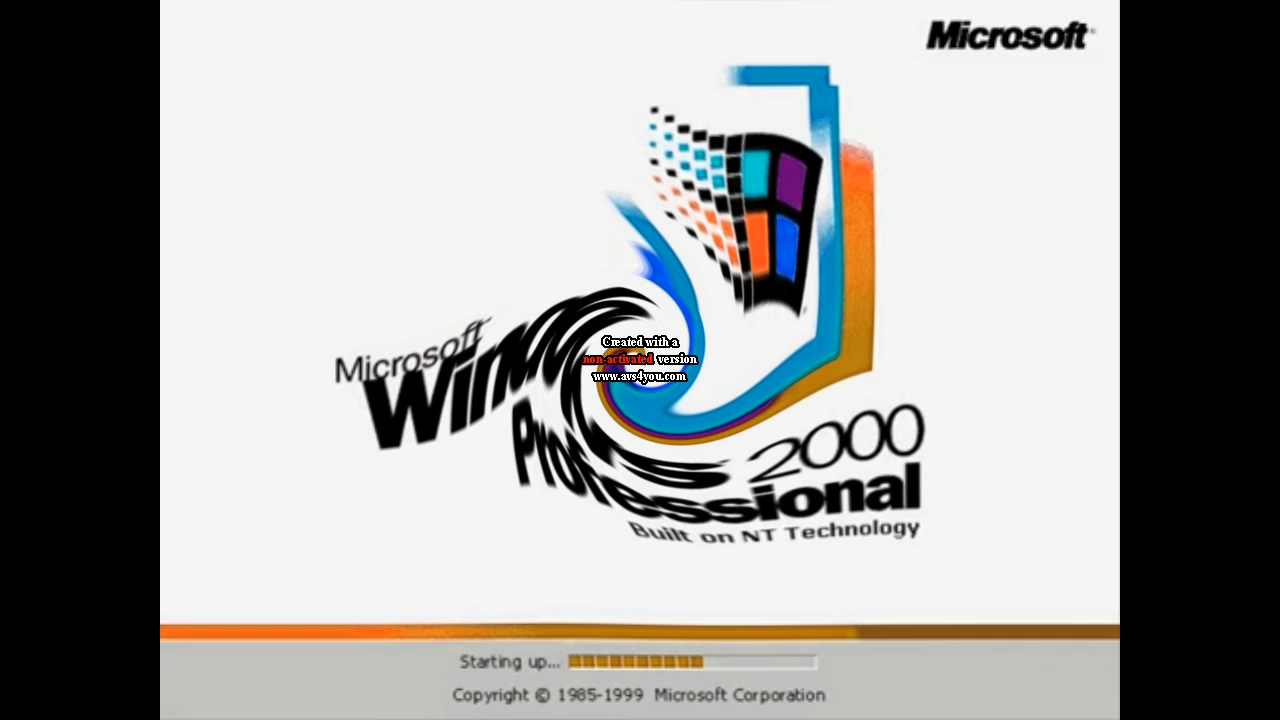 Microsoft
Microsoft
Windows
2000
Professional
Built on NT Technology
Created with a
non-activated version
www.avs4you.com
Starting up...
Copyright © 1985-1999 Microsoft Corporation